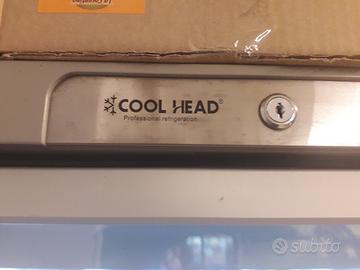 COOL HEAD®
Professional refrigeration
subito